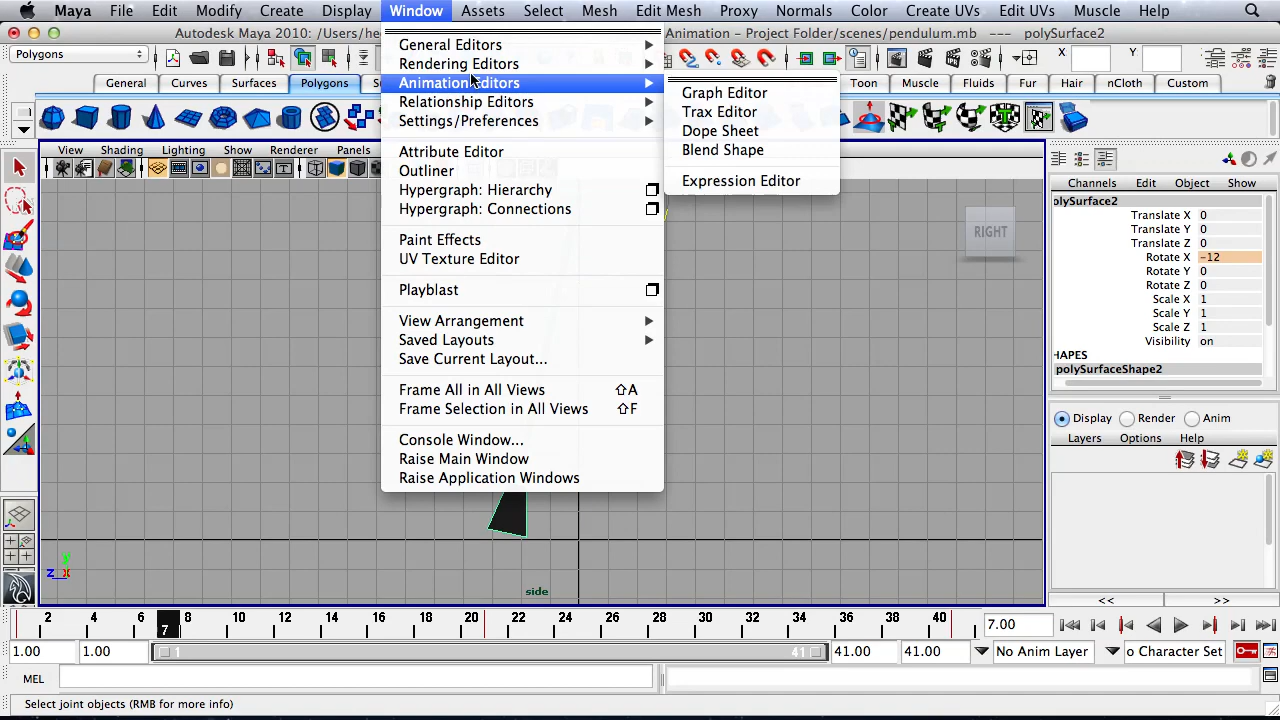 Maya File Edit Modify Create Display Window Assets Select Mesh Edit Mesh Proxy Normals Color Create UVs Edit UVs Muscle Help
Autodesk Maya 2010: /Users/he
Animation - Project Folder/scenes/pendulum.mb --- polySurface2
Polygons
X:
Y:
General Curves Surfaces Polygons
Toon Muscle Fluids Fur Hair nCloth Custom
View Shading Lighting Show Renderer Panels
General Editors
Rendering Editors
Animation Editors
Relationship Editors
Settings/Preferences
Attribute Editor
Outliner
Hypergraph: Hierarchy
Hypergraph: Connections
Paint Effects
UV Texture Editor
Playblast
View Arrangement
Saved Layouts
Save Current Layout...
Frame All in All Views ⇧A
Frame Selection in All Views ⇧F
Console Window...
Raise Main Window
Raise Application Windows
Graph Editor
Trax Editor
Dope Sheet
Blend Shape
Expression Editor
RIGHT
Channels Edit Object Show
olySurface2
Translate X 0
Translate Y 0
Translate Z 0
Rotate X -12
Rotate Y 0
Rotate Z 0
Scale X 1
Scale Y 1
Scale Z 1
Visibility on
HAPES
polySurfaceShape2
Display Render Anim
Layers Options Help
<< >>
y
z x
side
2 4 6 8 10 12 14 16 18 20 22 24 26 28 30 32 34 36 38 40
7
7.00
1.00 1.00 1 41 41.00 41.00 No Anim Layer o Character Set
MEL
Select joint objects (RMB for more info)